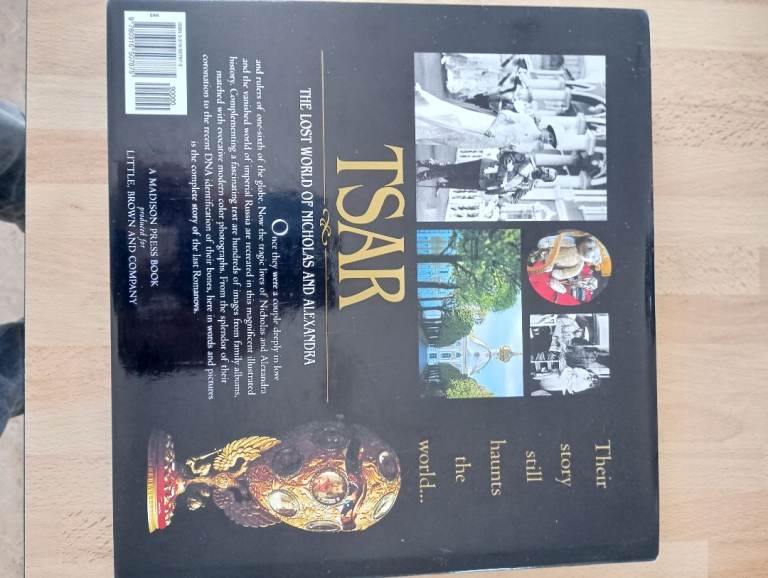 Their
story
still
haunts
the
world...
TSAR
THE LOST WORLD OF NICHOLAS AND ALEXANDRA
Once they were a couple deeply in love
and rulers of one-sixth of the globe. Now the tragic lives of Nicholas and Alexandra
and the vanished world of imperial Russia are recreated in this magnificent illustrated
history. Complementing a fascinating text are hundreds of images from family albums,
matched with evocative modern color photographs. From the splendor of their
coronation to the recent DNA identification of their bones, here in words and pictures
is the complete story of the last Romanovs.
A MADISON PRESS BOOK
produced for
LITTLE, BROWN AND COMPANY
90000